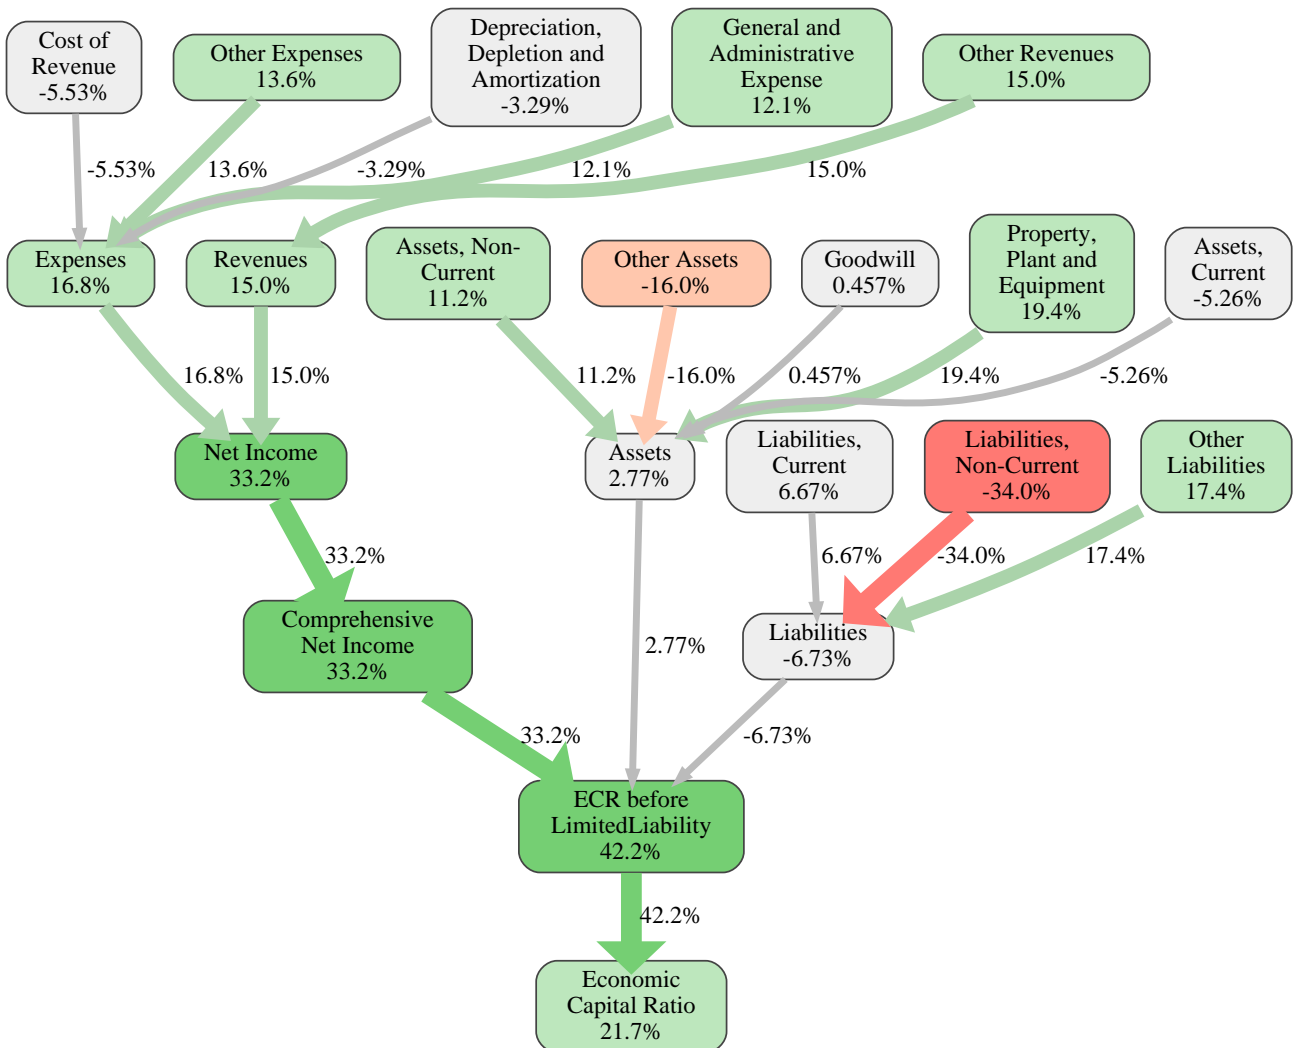 Cost of
Revenue
-5.53%
Other Expenses
13.6%
Depreciation,
Depletion and
Amortization
-3.29%
General and
Administrative
Expense
12.1%
Other Revenues
15.0%
-5.53%
13.6%
-3.29%
12.1%
15.0%
Expenses
16.8%
Revenues
15.0%
Assets, Non-
Current
11.2%
Other Assets
-16.0%
Goodwill
0.457%
Property,
Plant and
Equipment
19.4%
Assets,
Current
-5.26%
16.8%
15.0%
11.2%
-16.0%
0.457%
19.4%
-5.26%
Net Income
33.2%
Assets
2.77%
Liabilities,
Current
6.67%
Liabilities,
Non-Current
-34.0%
Other
Liabilities
17.4%
33.2%
6.67%
-34.0%
17.4%
Comprehensive
Net Income
33.2%
2.77%
Liabilities
-6.73%
33.2%
-6.73%
ECR before
LimitedLiability
42.2%
42.2%
Economic
Capital Ratio
21.7%